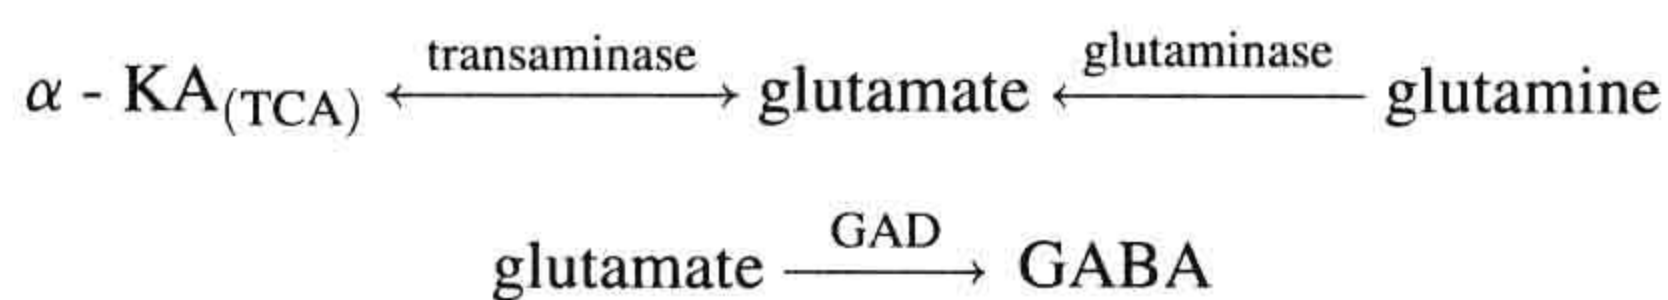 α - KA(TCA) ⟷ transaminase glutamate ⟵ glutaminase glutamine
glutamate ⟶ GAD GABA